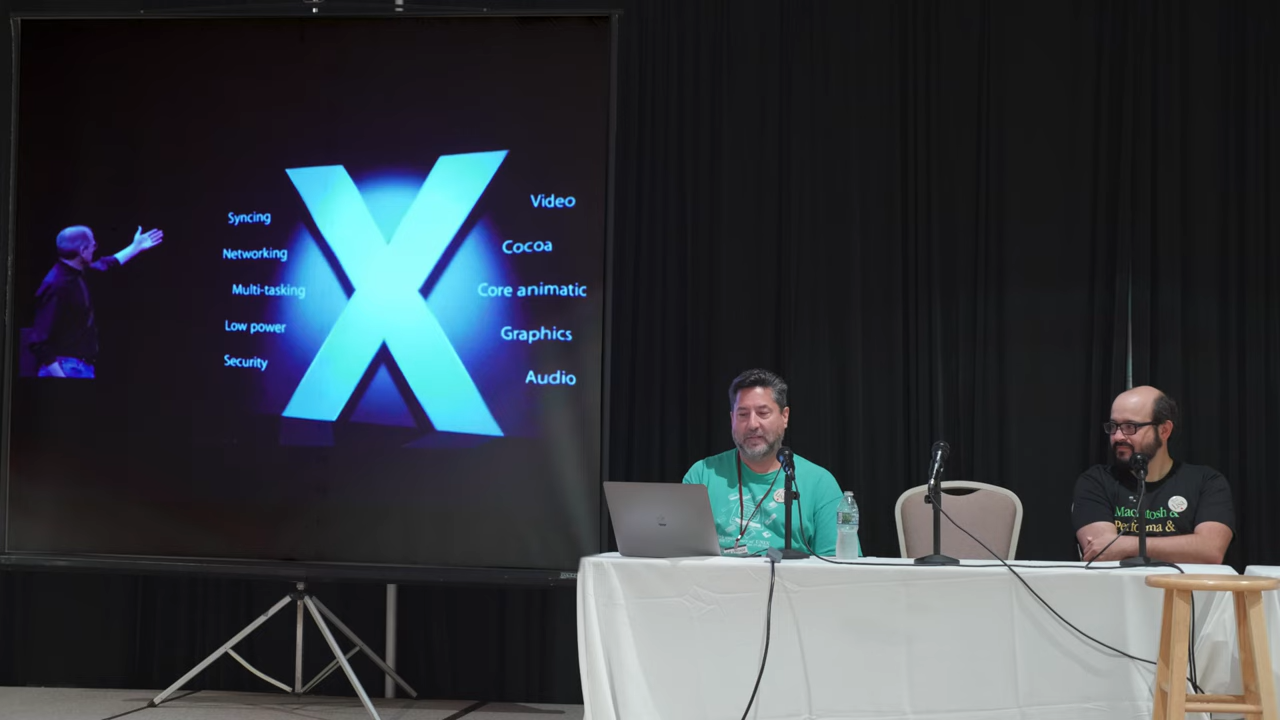 X
Syncing
Networking
Multi-tasking
Low power
Security
Video
Cocoa
Core animatic
Graphics
Audio
Macintosh &
Performa &